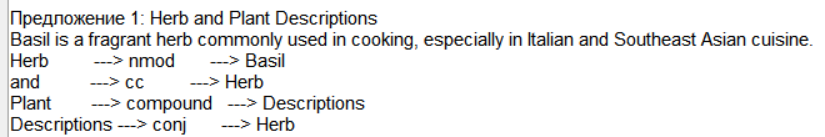 Предложение 1: Herb and Plant Descriptions
Basil is a fragrant herb commonly used in cooking, especially in Italian and Southeast Asian cuisine.
Herb ---> nmod ---> Basil
and ---> cc ---> Herb
Plant ---> compound ---> Descriptions
Descriptions ---> conj ---> Herb